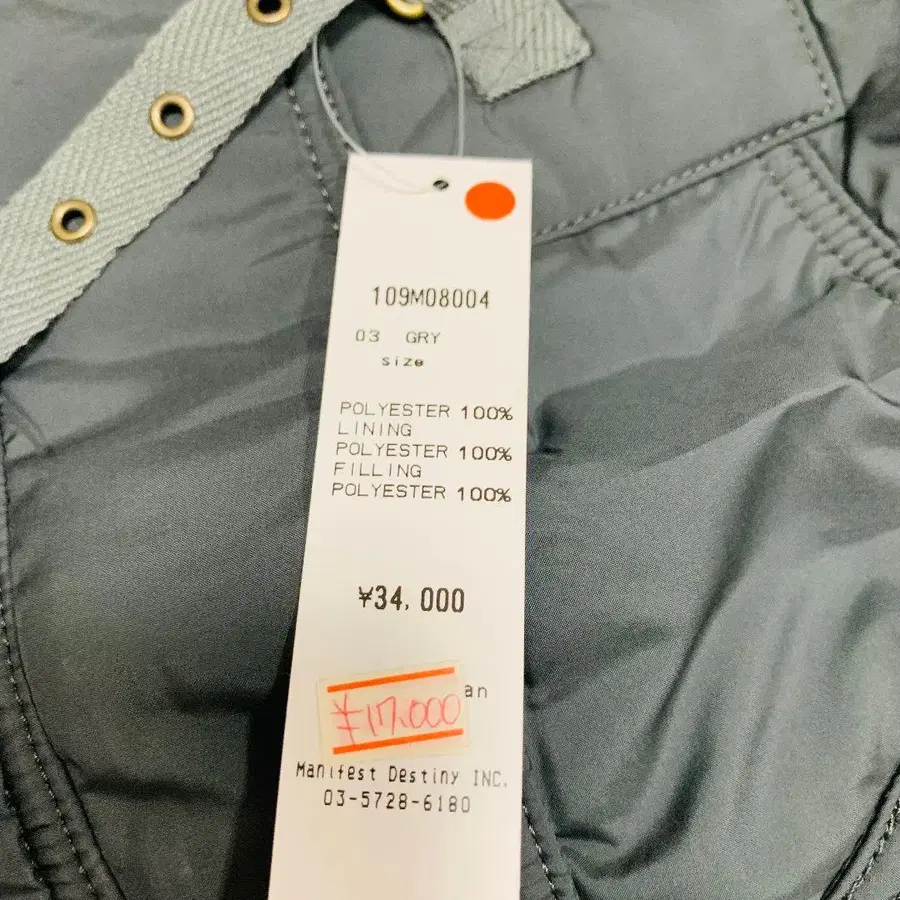 109M08004
03 GRY
size
POLYESTER 100%
LINING
POLYESTER 100%
FILLING
POLYESTER 100%
¥34,000
¥17.000
Manifest Destiny INC.
03-5728-6180